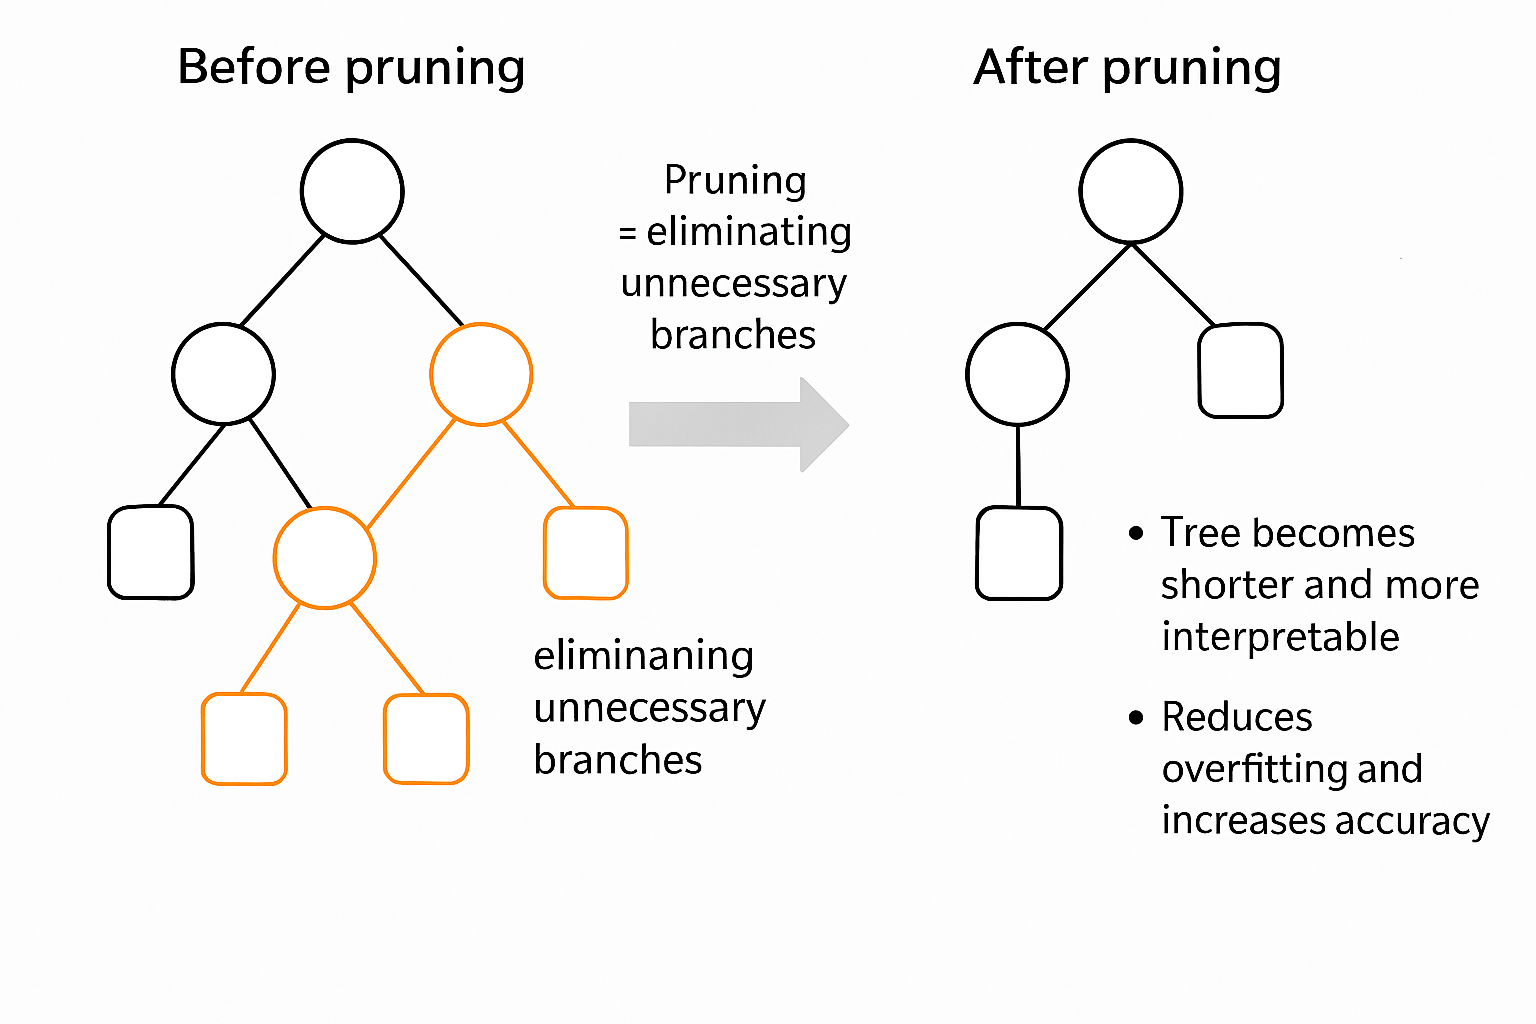 Before pruning
After pruning
Pruning
= eliminating
unnecessary
branches
eliminaning
unnecessary
branches
• Tree becomes
shorter and more
interpretable
• Reduces
overfitting and
increases accuracy